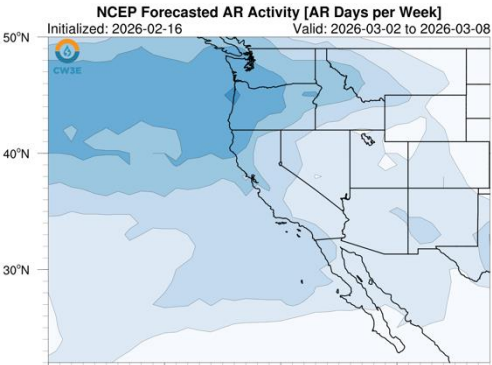 NCEP Forecasted AR Activity [AR Days per Week]
Initialized: 2026-02-16 Valid: 2026-03-02 to 2026-03-08
50°N
CW3E
40°N
30°N